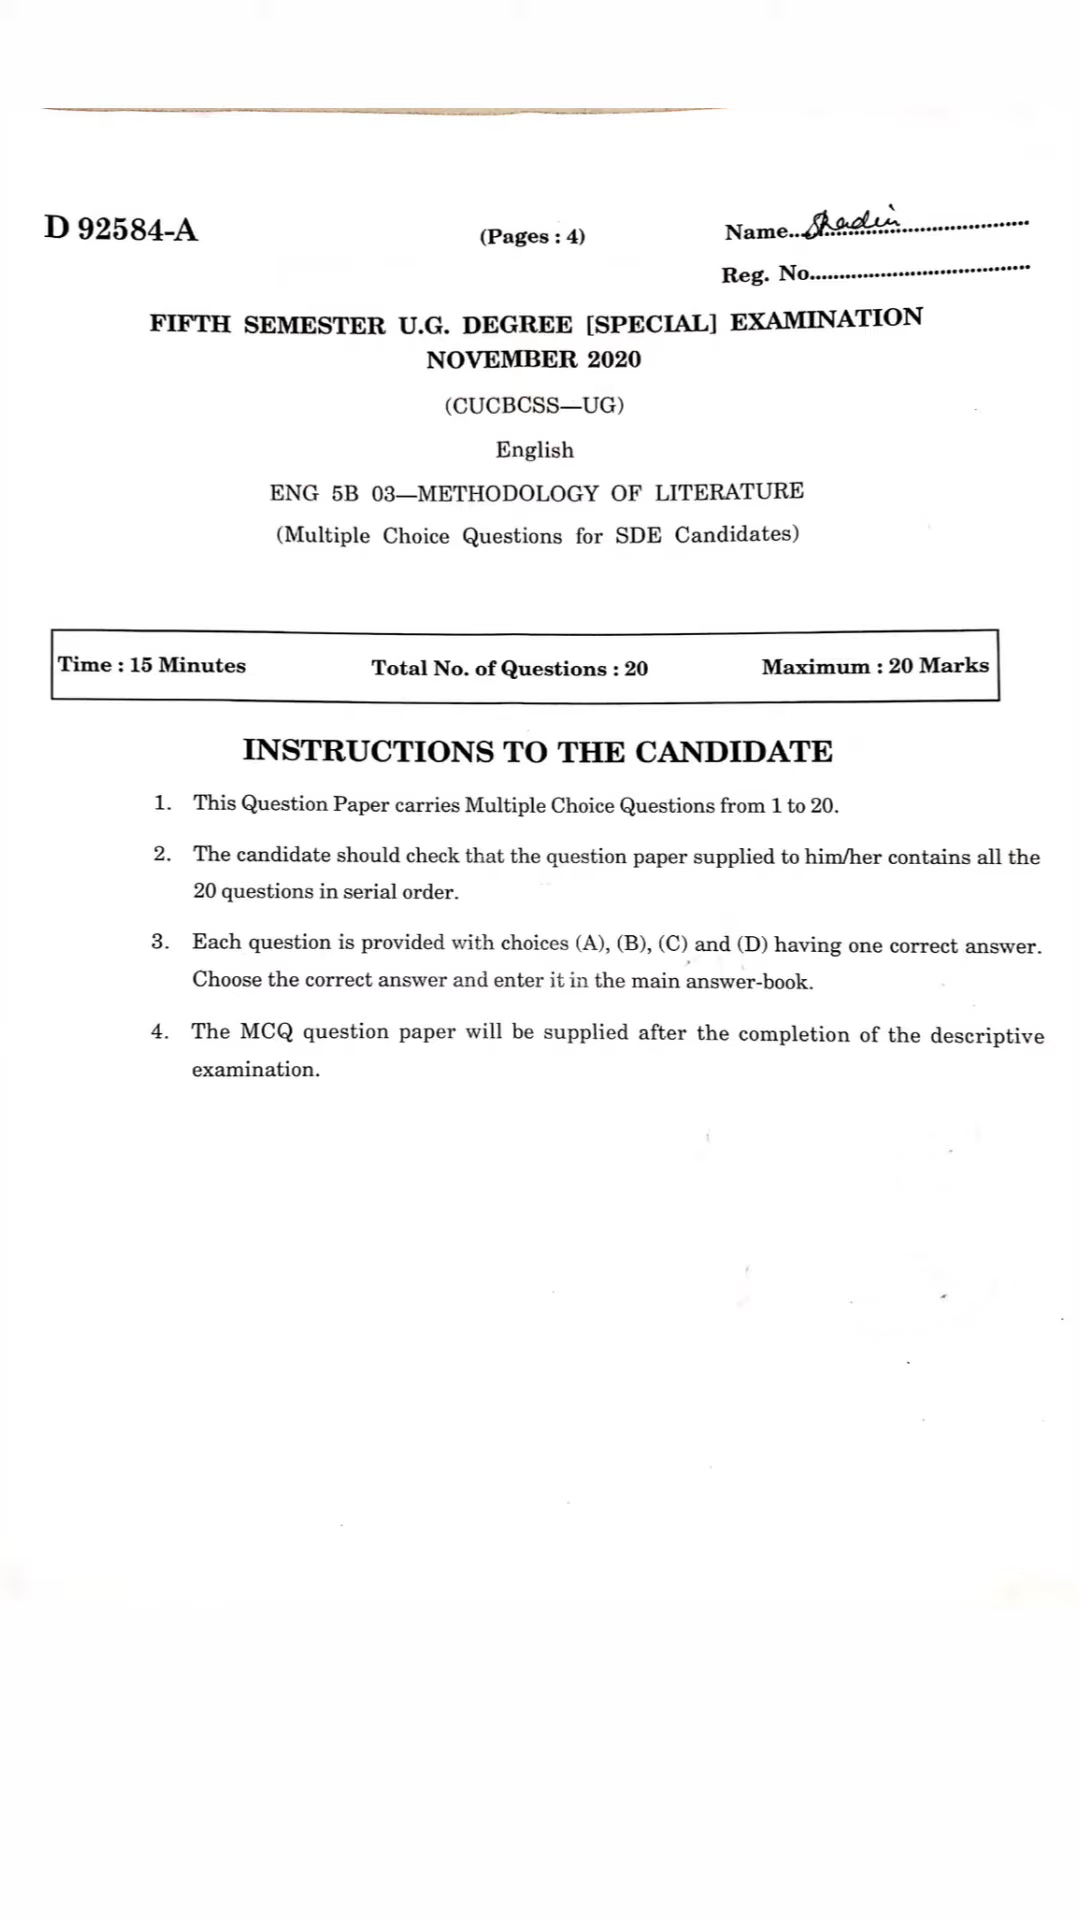 D 92584-A
(Pages : 4)
Name..Shadin..............................
Reg. No.....................................
FIFTH SEMESTER U.G. DEGREE [SPECIAL] EXAMINATION
NOVEMBER 2020
(CUCBCSS—UG)
English
ENG 5B 03—METHODOLOGY OF LITERATURE
(Multiple Choice Questions for SDE Candidates)
Time : 15 Minutes Total No. of Questions : 20 Maximum : 20 Marks
INSTRUCTIONS TO THE CANDIDATE
1. This Question Paper carries Multiple Choice Questions from 1 to 20.
2. The candidate should check that the question paper supplied to him/her contains all the
20 questions in serial order.
3. Each question is provided with choices (A), (B), (C) and (D) having one correct answer.
Choose the correct answer and enter it in the main answer-book.
4. The MCQ question paper will be supplied after the completion of the descriptive
examination.